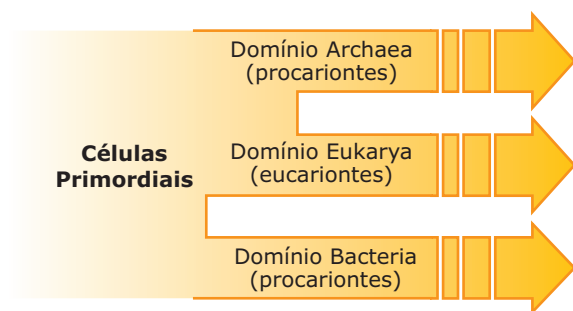 Domínio Archaea
(procariontes)
Células
Primordiais
Domínio Eukarya
(eucariontes)
Domínio Bacteria
(procariontes)